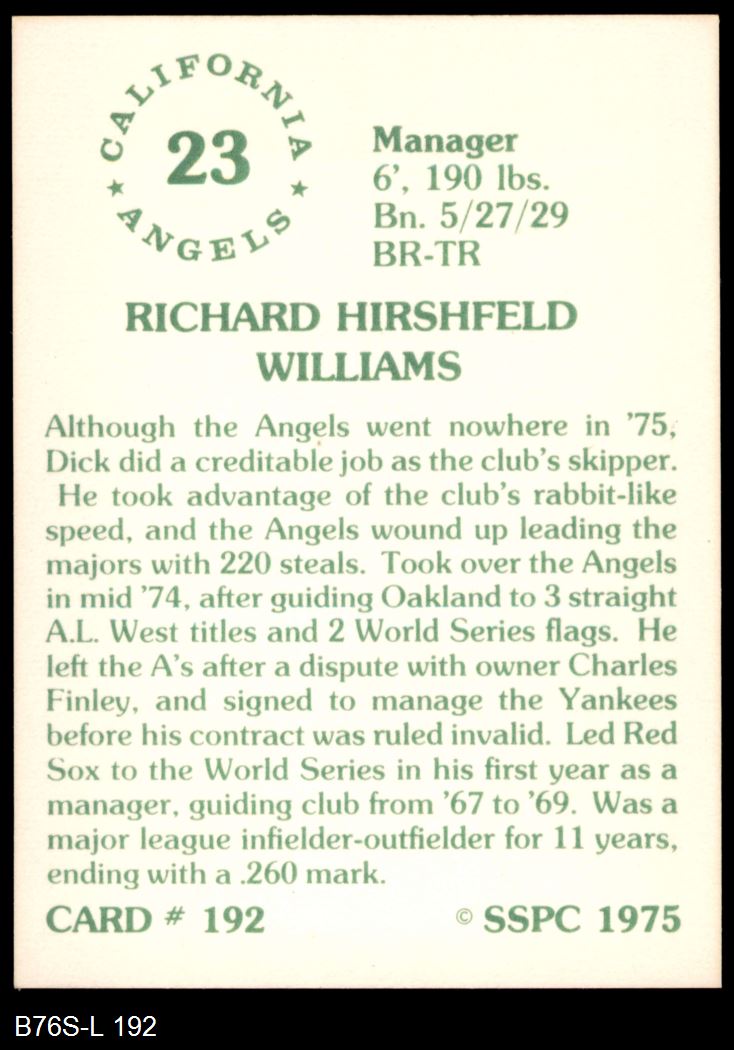 CALIFORNIA
23
ANGELS
Manager
6', 190 lbs.
Bn. 5/27/29
BR-TR
RICHARD HIRSHFELD
WILLIAMS
Although the Angels went nowhere in '75,
Dick did a creditable job as the club's skipper.
He took advantage of the club's rabbit-like
speed, and the Angels wound up leading the
majors with 220 steals. Took over the Angels
in mid '74, after guiding Oakland to 3 straight
A.L. West titles and 2 World Series flags. He
left the A's after a dispute with owner Charles
Finley, and signed to manage the Yankees
before his contract was ruled invalid. Led Red
Sox to the World Series in his first year as a
manager, guiding club from '67 to '69. Was a
major league infielder-outfielder for 11 years,
ending with a .260 mark.
CARD # 192
© SSPC 1975
B76S-L 192